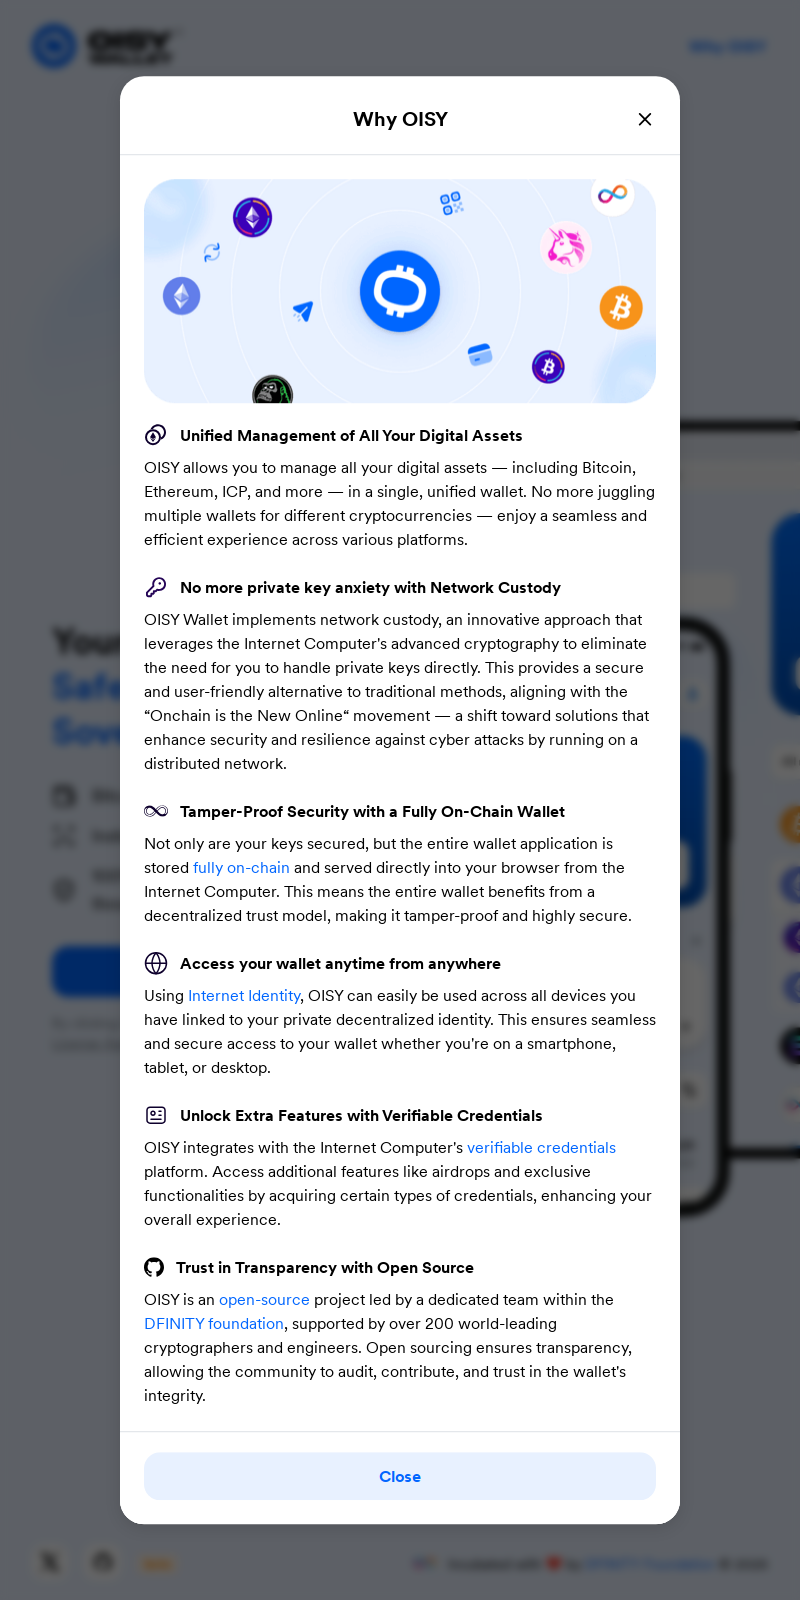 OISY
WALLET
Why OISY
Why OISY
Unified Management of All Your Digital Assets
OISY allows you to manage all your digital assets — including Bitcoin,
Ethereum, ICP, and more — in a single, unified wallet. No more juggling
multiple wallets for different cryptocurrencies — enjoy a seamless and
efficient experience across various platforms.
No more private key anxiety with Network Custody
OISY Wallet implements network custody, an innovative approach that
leverages the Internet Computer's advanced cryptography to eliminate
the need for you to handle private keys directly. This provides a secure
and user-friendly alternative to traditional methods, aligning with the
“Onchain is the New Online“ movement — a shift toward solutions that
enhance security and resilience against cyber attacks by running on a
distributed network.
Your
Safe
Tamper-Proof Security with a Fully On-Chain Wallet
Not only are your keys secured, but the entire wallet application is
stored fully on-chain and served directly into your browser from the
Internet Computer. This means the entire wallet benefits from a
decentralized trust model, making it tamper-proof and highly secure.
Access your wallet anytime from anywhere
Using Internet Identity, OISY can easily be used across all devices you
have linked to your private decentralized identity. This ensures seamless
and secure access to your wallet whether you're on a smartphone,
tablet, or desktop.
Unlock Extra Features with Verifiable Credentials
OISY integrates with the Internet Computer's verifiable credentials
platform. Access additional features like airdrops and exclusive
functionalities by acquiring certain types of credentials, enhancing your
overall experience.
Trust in Transparency with Open Source
OISY is an open-source project led by a dedicated team within the
DFINITY foundation, supported by over 200 world-leading
cryptographers and engineers. Open sourcing ensures transparency,
allowing the community to audit, contribute, and trust in the wallet's
integrity.
Close